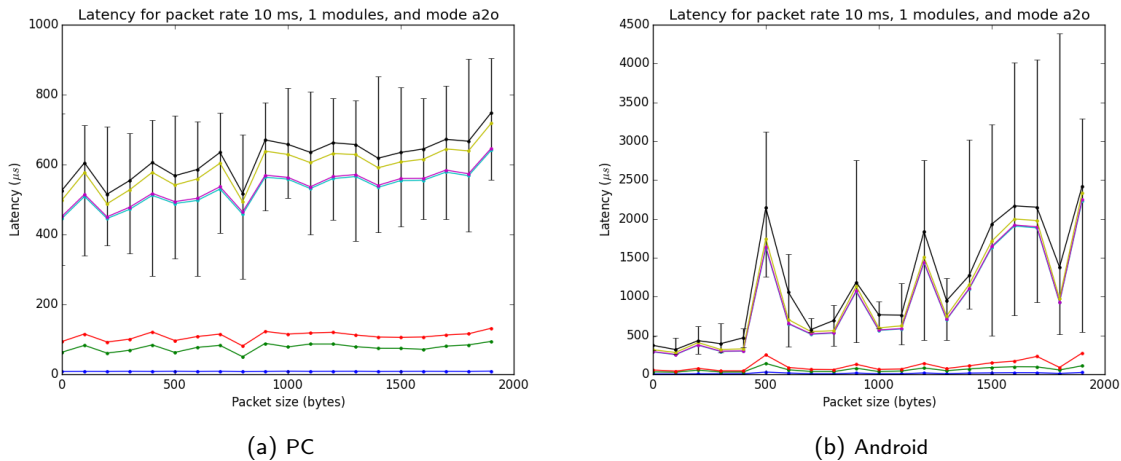 Latency for packet rate 10 ms, 1 modules, and mode a2o
1000
800
600
400
200
0
Latency (μs)
0 500 1000 1500 2000
Packet size (bytes)
(a) PC
Latency for packet rate 10 ms, 1 modules, and mode a2o
4500
4000
3500
3000
2500
2000
1500
1000
500
0
Latency (μs)
0 500 1000 1500 2000
Packet size (bytes)
(b) Android